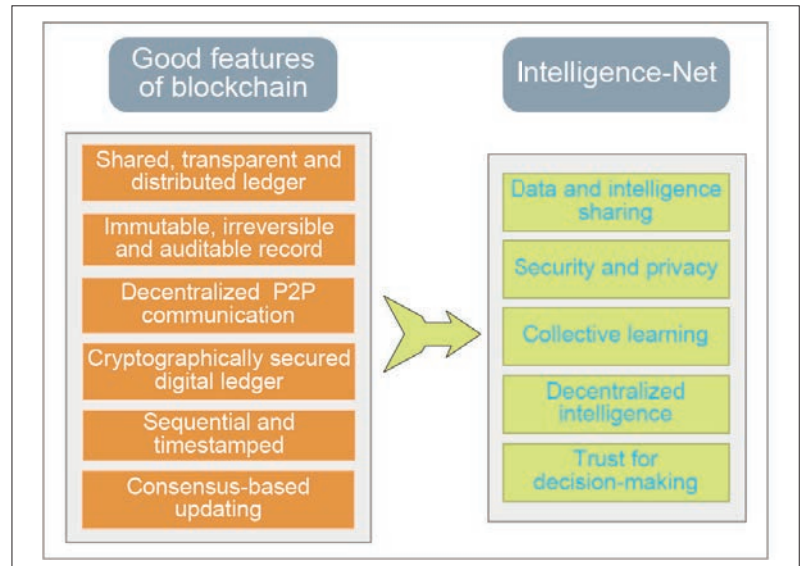 Good features
of blockchain
Shared, transparent and
distributed ledger
Immutable, irreversible
and auditable record
Decentralized P2P
communication
Cryptographically secured
digital ledger
Sequential and
timestamped
Consensus-based
updating
Intelligence-Net
Data and intelligence
sharing
Security and privacy
Collective learning
Decentralized
intelligence
Trust for
decision-making